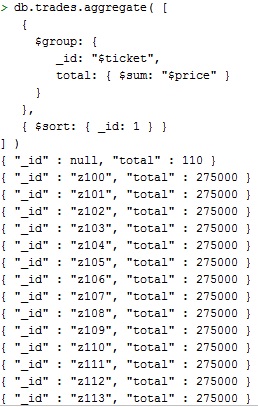 > db.trades.aggregate( [
{
$group: {
_id: "$ticket",
total: { $sum: "$price" }
}
},
{ $sort: { _id: 1 } }
] )
{ "_id" : null, "total" : 110 }
{ "_id" : "z100", "total" : 275000 }
{ "_id" : "z101", "total" : 275000 }
{ "_id" : "z102", "total" : 275000 }
{ "_id" : "z103", "total" : 275000 }
{ "_id" : "z104", "total" : 275000 }
{ "_id" : "z105", "total" : 275000 }
{ "_id" : "z106", "total" : 275000 }
{ "_id" : "z107", "total" : 275000 }
{ "_id" : "z108", "total" : 275000 }
{ "_id" : "z109", "total" : 275000 }
{ "_id" : "z110", "total" : 275000 }
{ "_id" : "z111", "total" : 275000 }
{ "_id" : "z112", "total" : 275000 }
{ "_id" : "z113", "total" : 275000 }